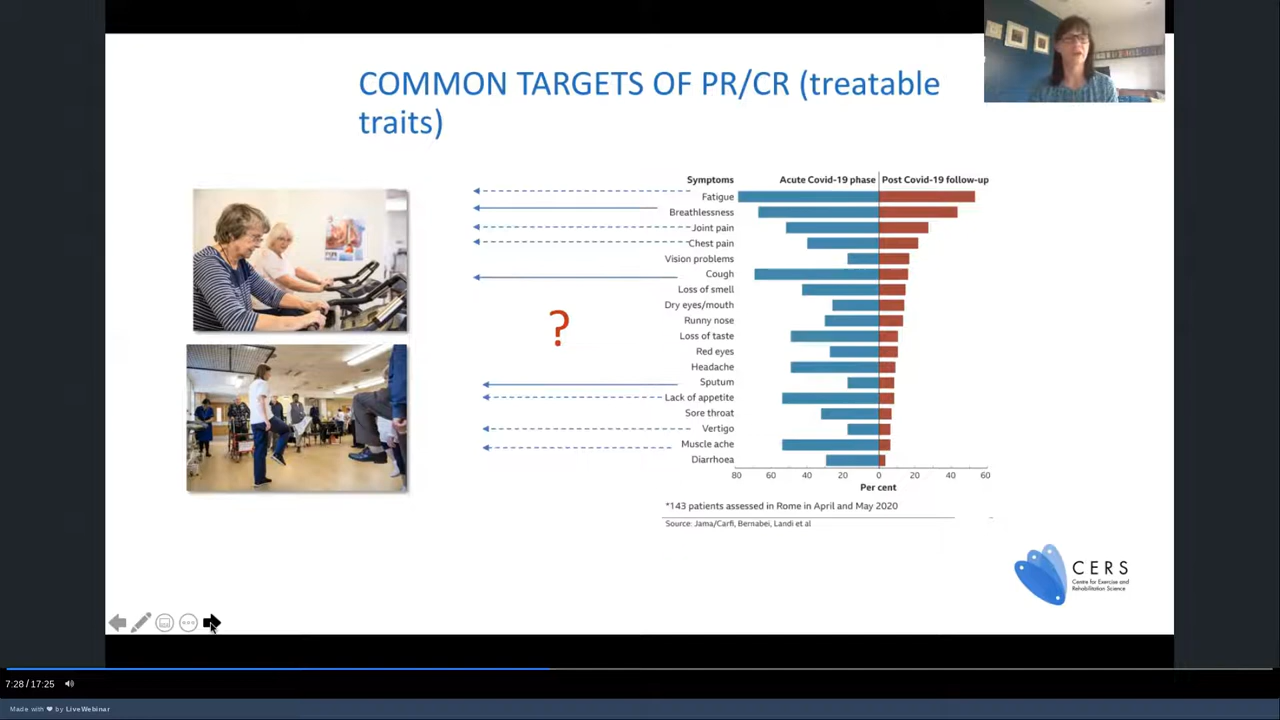 COMMON TARGETS OF PR/CR (treatable
traits)
Symptoms
Acute Covid-19 phase
Post Covid-19 follow-up
Fatigue
Breathlessness
Joint pain
Chest pain
Vision problems
Cough
Loss of smell
Dry eyes/mouth
Runny nose
Loss of taste
Red eyes
Headache
Sputum
Lack of appetite
Sore throat
Vertigo
Muscle ache
Diarrhoea
?
80 60 40 20 0 20 40 60
Per cent
*143 patients assessed in Rome in April and May 2020
Source: Jama/Carfi, Bernabei, Landi et al
CERS
Centre for Exercise and
Rehabilitation Science
7:28 / 17:25
Made with ❤ by LiveWebinar